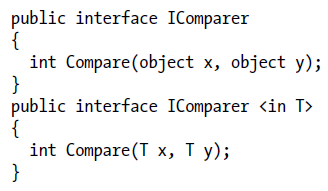 public interface IComparer
{
  int Compare(object x, object y);
}
public interface IComparer <in T>
{
  int Compare(T x, T y);
}